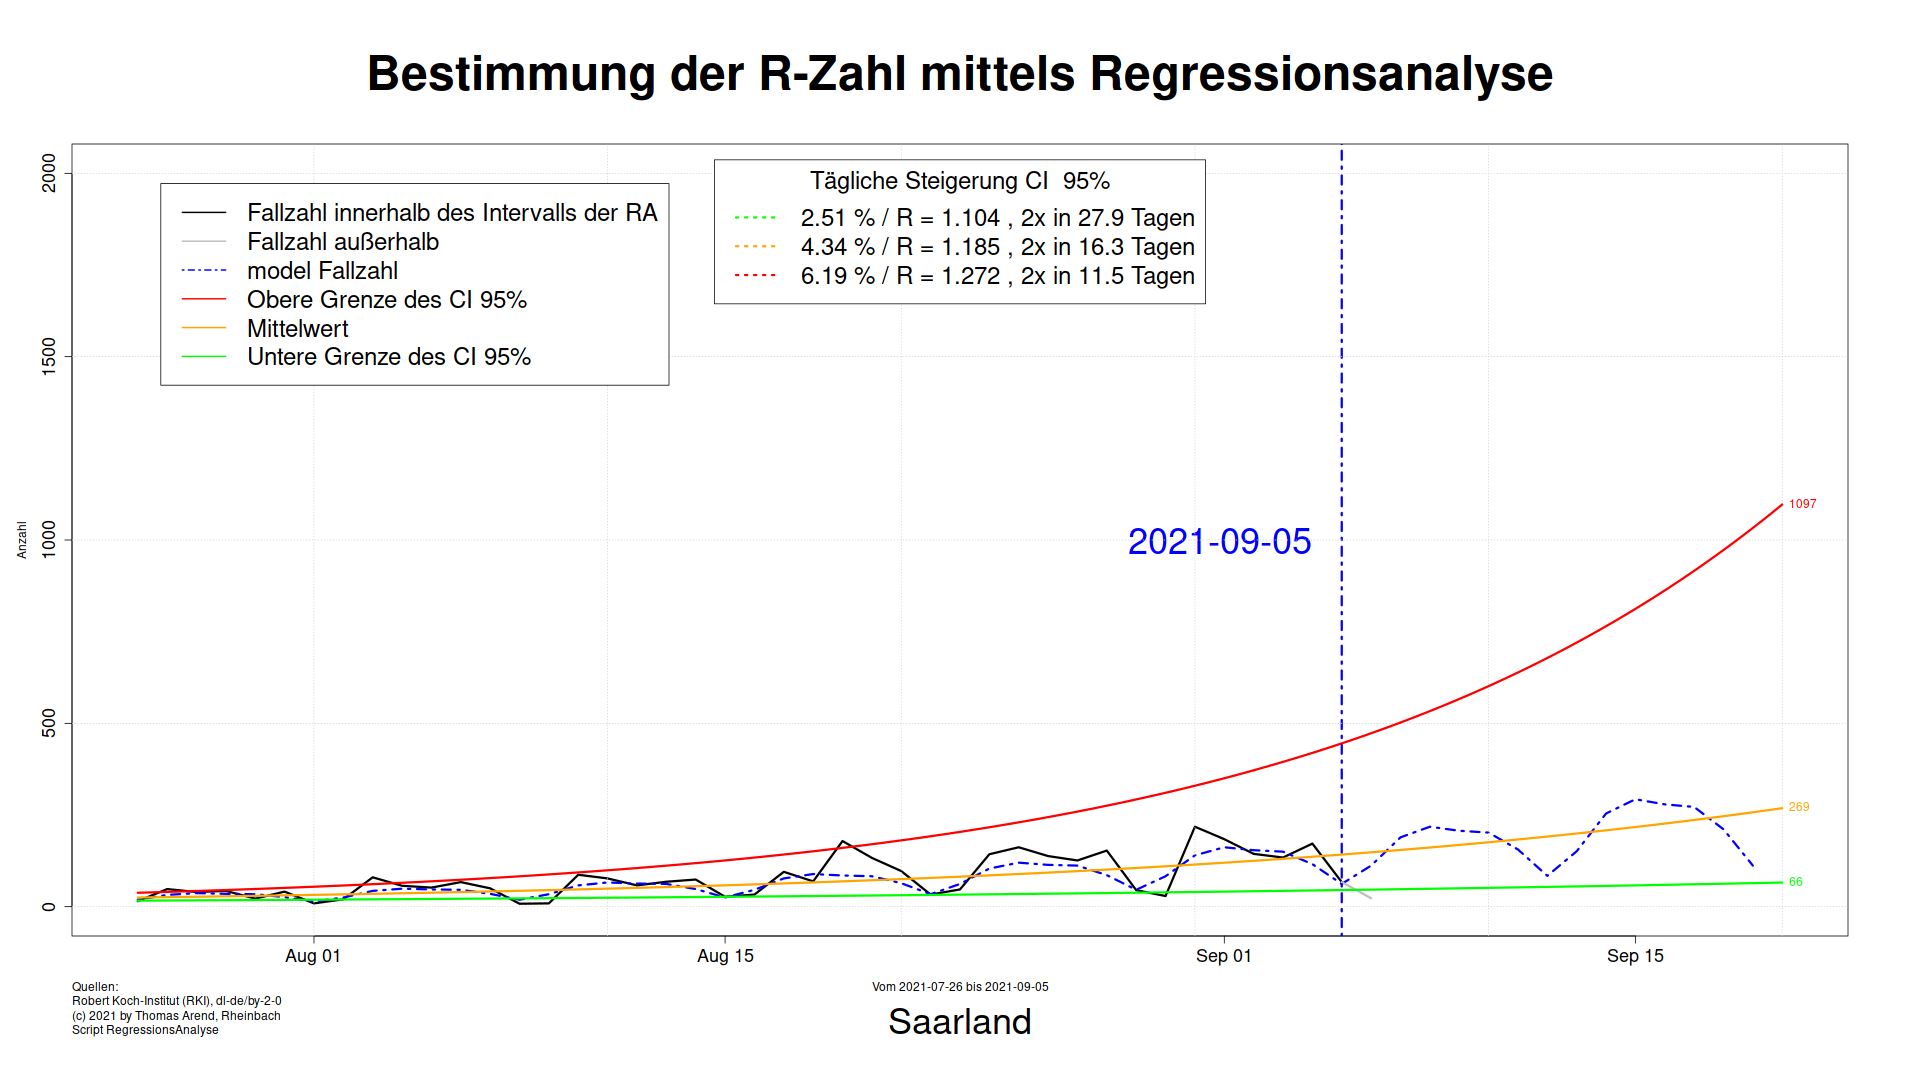 Bestimmung der R-Zahl mittels Regressionsanalyse
Fallzahl innerhalb des Intervalls der RA
Fallzahl außerhalb
model Fallzahl
Obere Grenze des CI 95%
Mittelwert
Untere Grenze des CI 95%
Tägliche Steigerung CI  95%
2.51 % / R = 1.104 , 2x in 27.9 Tagen
4.34 % / R = 1.185 , 2x in 16.3 Tagen
6.19 % / R = 1.272 , 2x in 11.5 Tagen
2000
1500
1000
500
0
Anzahl
2021-09-05
1097
269
66
Aug 01
Aug 15
Sep 01
Sep 15
Quellen:
Robert Koch-Institut (RKI), dl-de/by-2-0
(c) 2021 by Thomas Arend, Rheinbach
Script RegressionsAnalyse
Vom 2021-07-26 bis 2021-09-05
Saarland